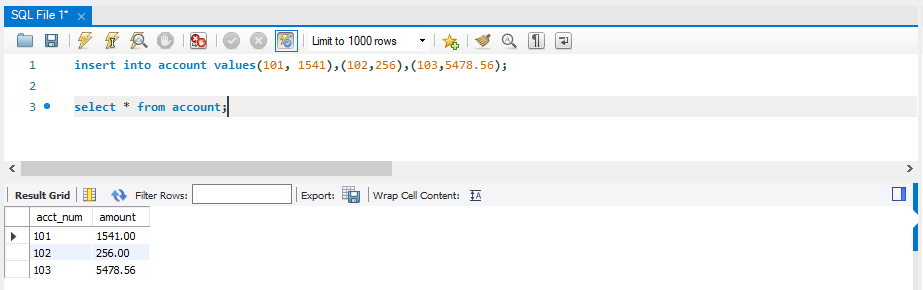 SQL File 1* ×
Limit to 1000 rows
1 insert into account values(101, 1541),(102,256),(103,5478.56);
2
3 select * from account;
Result Grid Filter Rows: Export: Wrap Cell Content: IA
acct_num amount
101 1541.00
102 256.00
103 5478.56